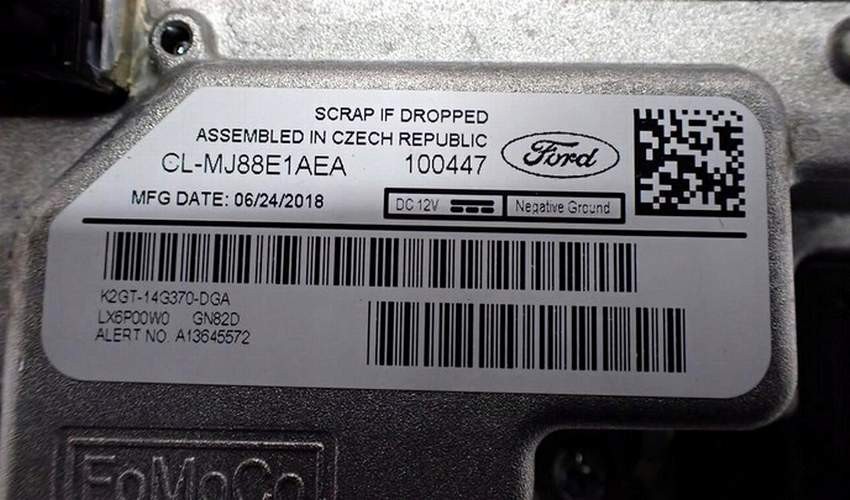 SCRAP IF DROPPED
ASSEMBLED IN CZECH REPUBLIC
CL-MJ88E1AEA 100447
Ford
MFG DATE: 06/24/2018
DC 12V Negative Ground
K2GT-14G370-DGA
LX6P00W0 GN82D
ALERT NO. A13645572
FoMoCo